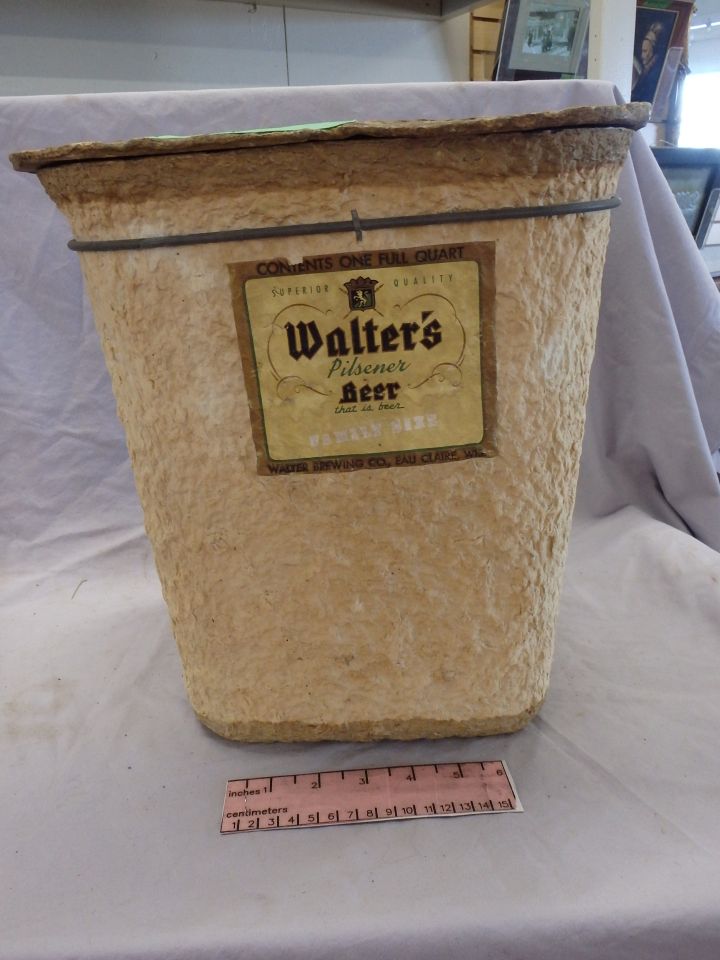 CONTENTS ONE FULL QUART
SUPERIOR QUALITY
Walter's
Pilsener
Beer
that is beer
FAMILY SIZE
WALTER BREWING CO., EAU CLAIRE, WIS.
inches 1 2 3 4 5 6
centimeters
1 2 3 4 5 6 7 8 9 10 11 12 13 14 15